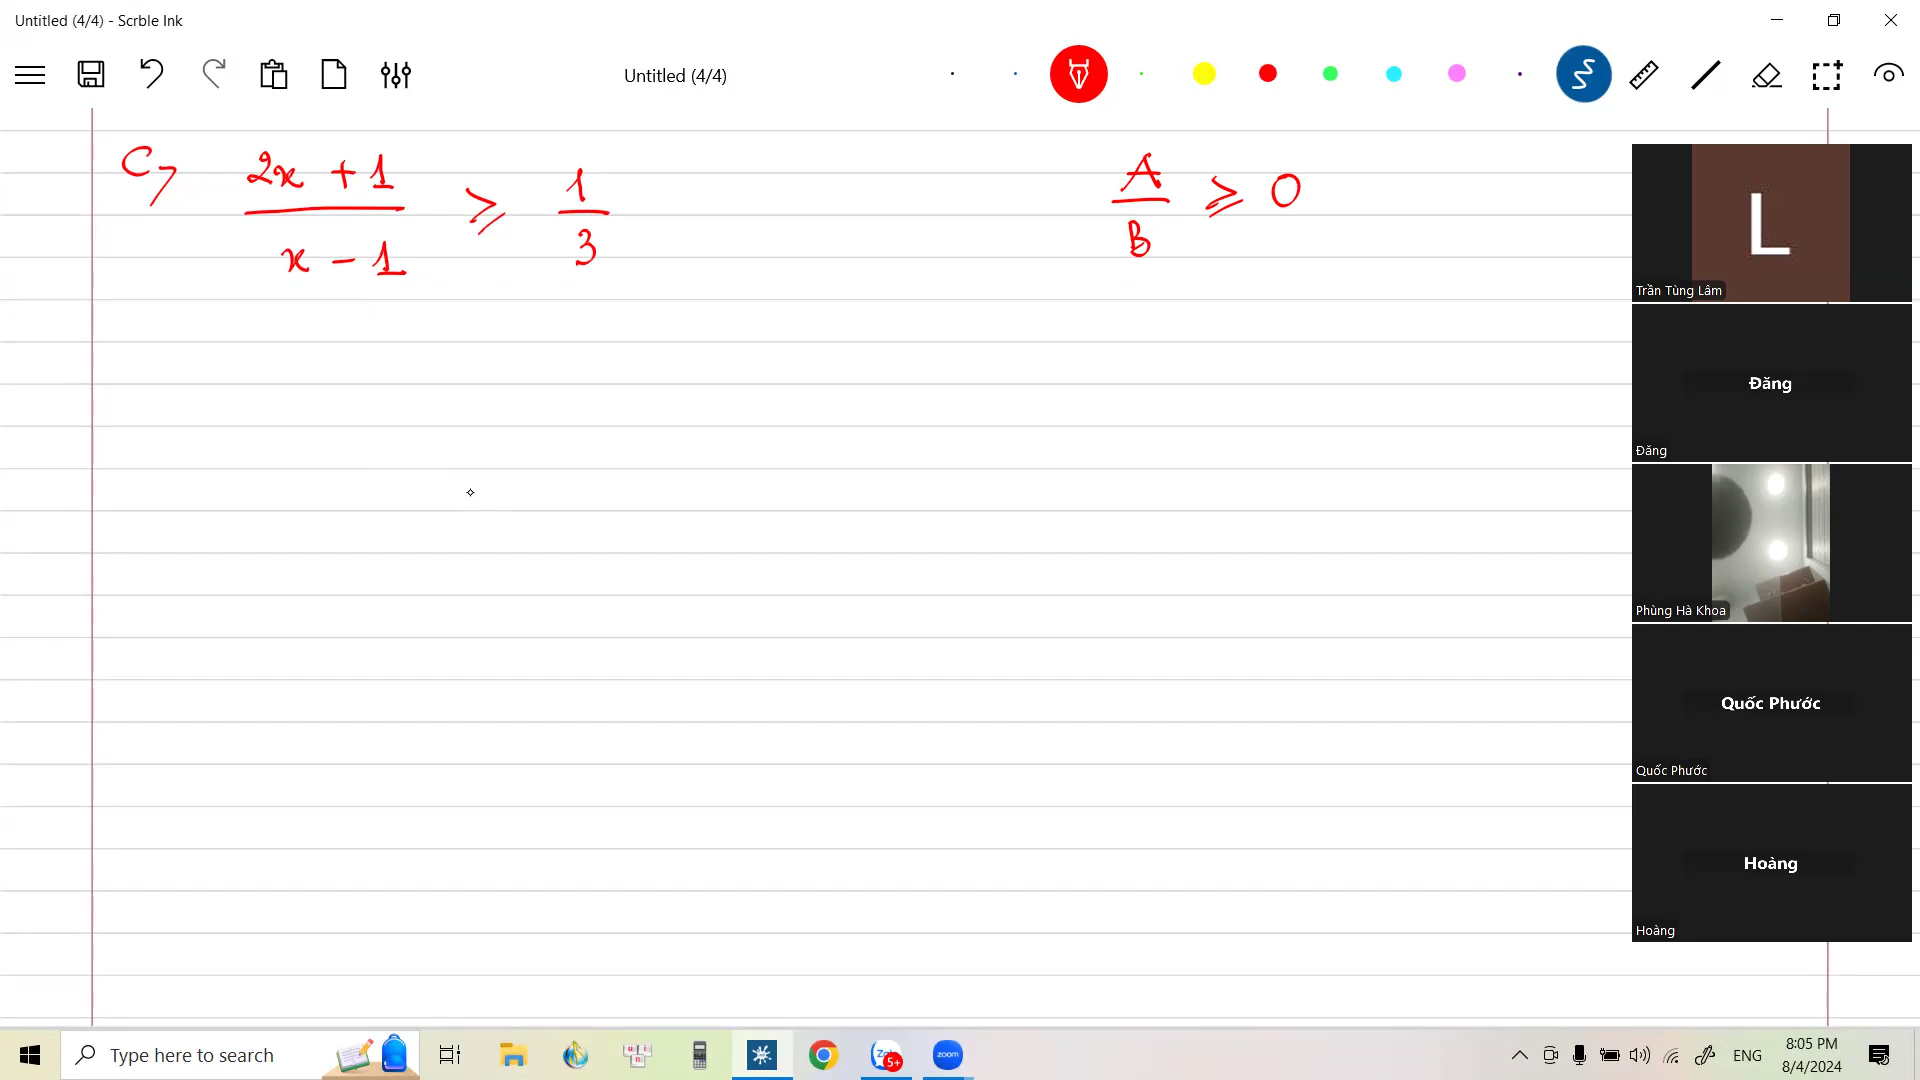 Untitled (4/4) - Scrble Ink
Untitled (4/4)
C, (2x + 1)/(x - 1) ⩾ 1/3
A/B ⩾ 0
L
Trần Tùng Lâm
Đăng
Đăng
Phùng Hà Khoa
Quốc Phước
Quốc Phước
Hoàng
Hoàng
Type here to search
5+
zoom
ENG
8:05 PM
8/4/2024